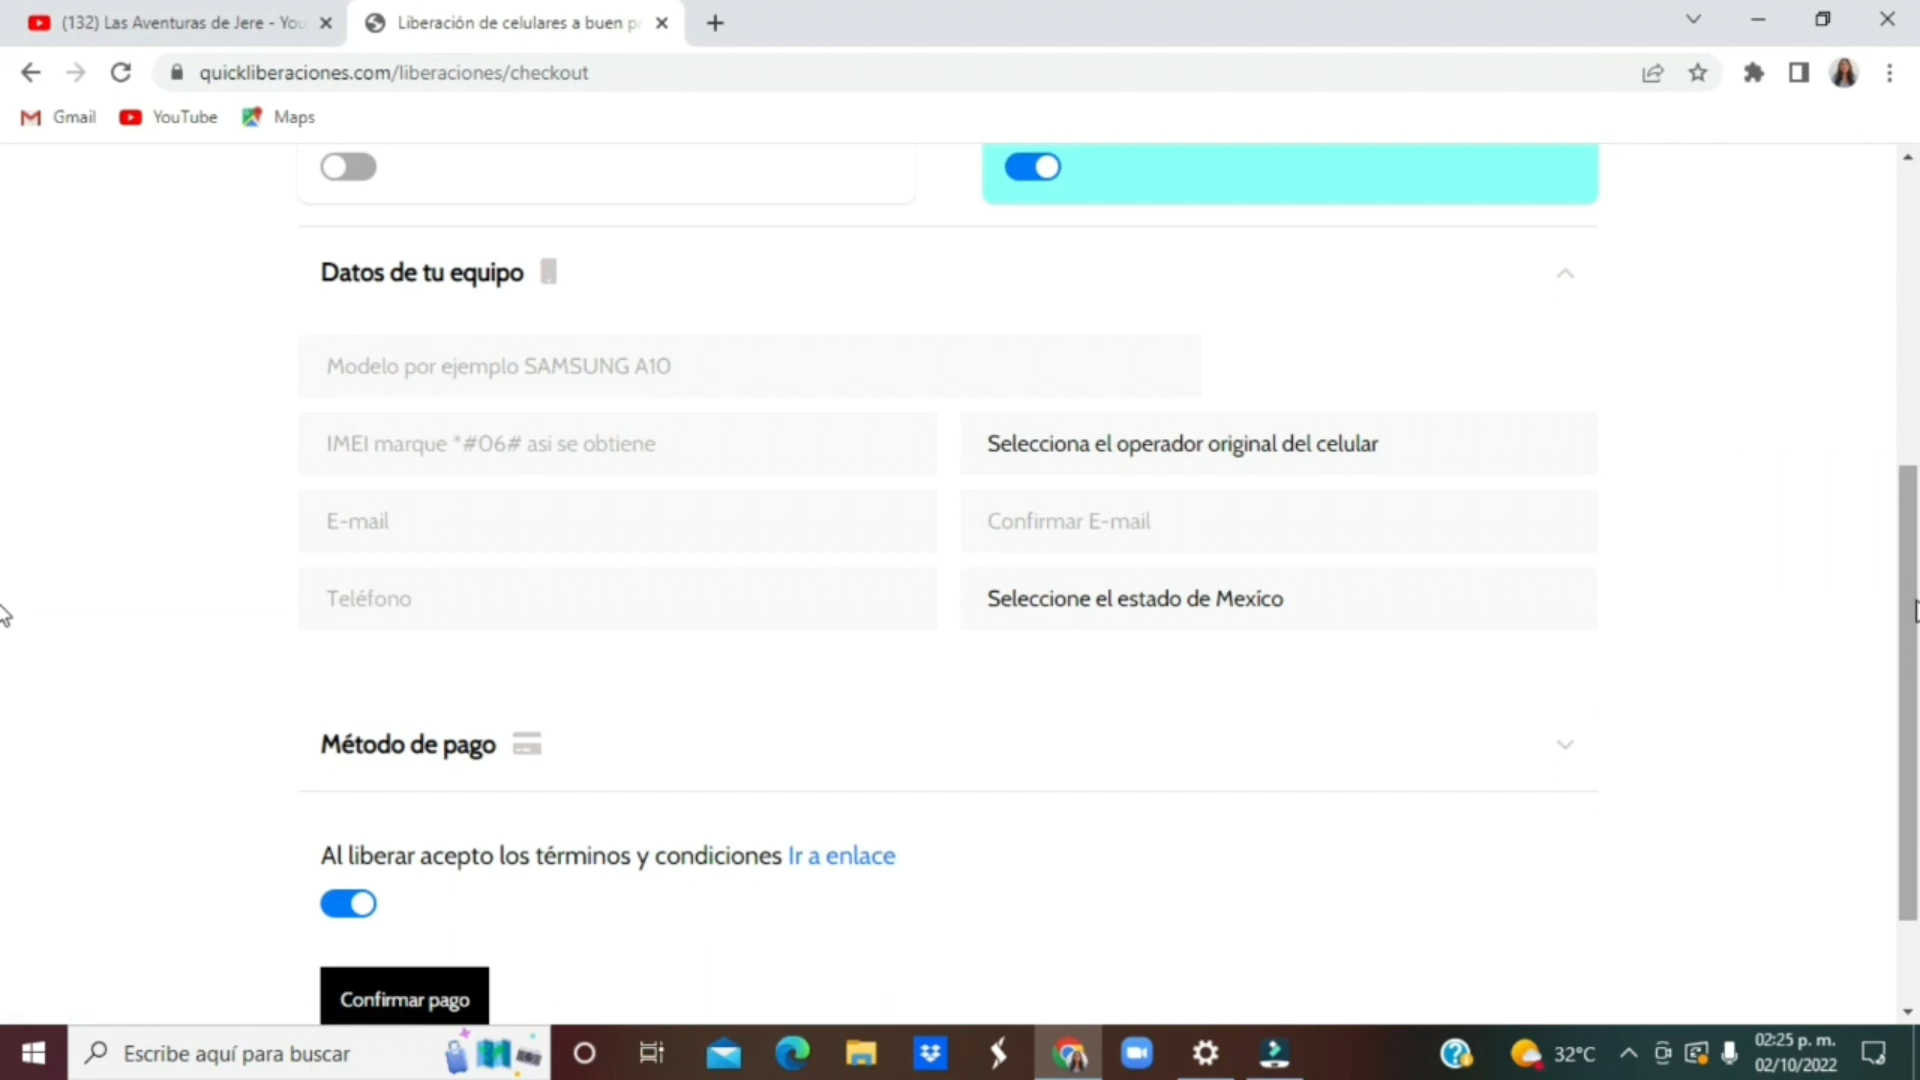 (132) Las Aventuras de Jere - You
Liberación de celulares a buen pr
quickliberaciones.com/liberaciones/checkout
Gmail
YouTube
Maps
Datos de tu equipo
Modelo por ejemplo SAMSUNG A10
IMEI marque *#06# asi se obtiene
Selecciona el operador original del celular
E-mail
Confirmar E-mail
Teléfono
Seleccione el estado de Mexíco
Método de pago
Al liberar acepto los términos y condiciones Ir a enlace
Confirmar pago
Escribe aquí para buscar
32°C
02:25 p. m.
02/10/2022